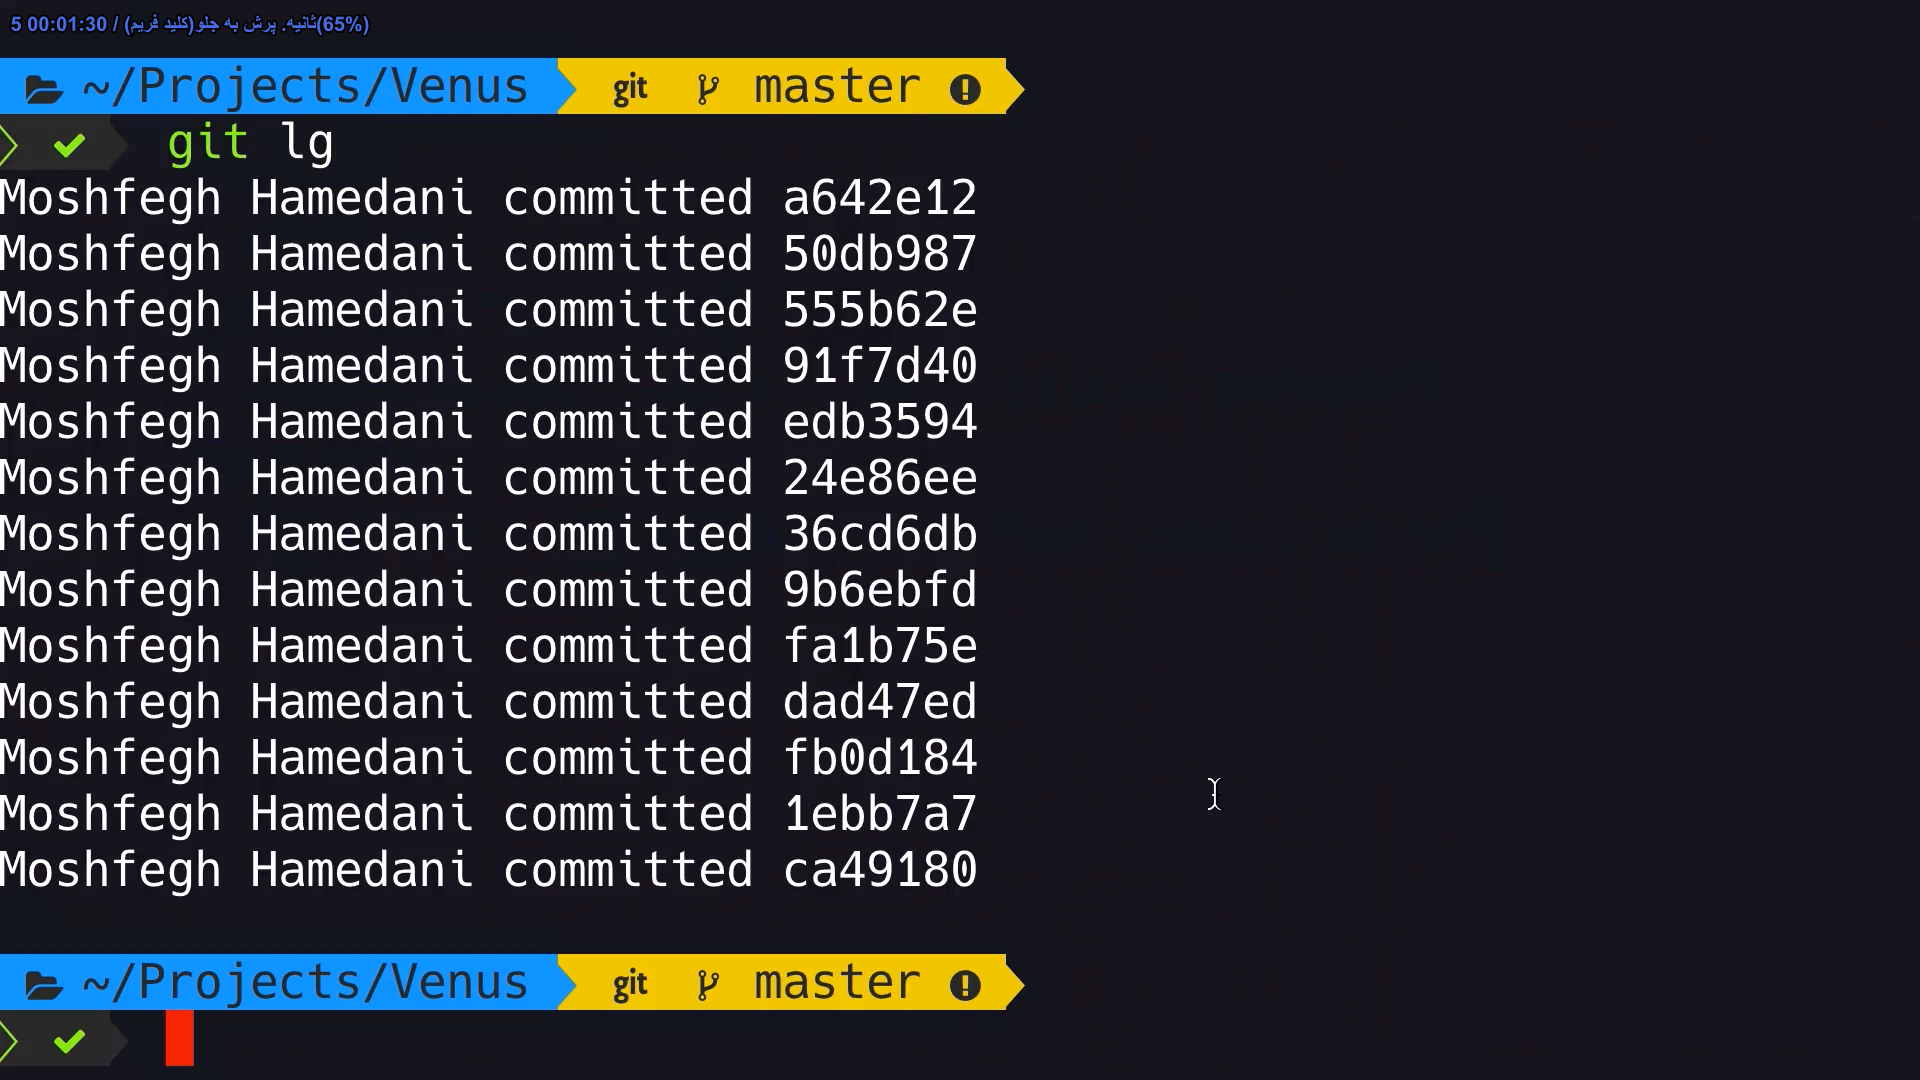 5 00:01:30 / ثانیه. پرش به جلو(کلید فریم)(65%)
~/Projects/Venus git master
git lg
Moshfegh Hamedani committed a642e12
Moshfegh Hamedani committed 50db987
Moshfegh Hamedani committed 555b62e
Moshfegh Hamedani committed 91f7d40
Moshfegh Hamedani committed edb3594
Moshfegh Hamedani committed 24e86ee
Moshfegh Hamedani committed 36cd6db
Moshfegh Hamedani committed 9b6ebfd
Moshfegh Hamedani committed fa1b75e
Moshfegh Hamedani committed dad47ed
Moshfegh Hamedani committed fb0d184
Moshfegh Hamedani committed 1ebb7a7
Moshfegh Hamedani committed ca49180
~/Projects/Venus git master